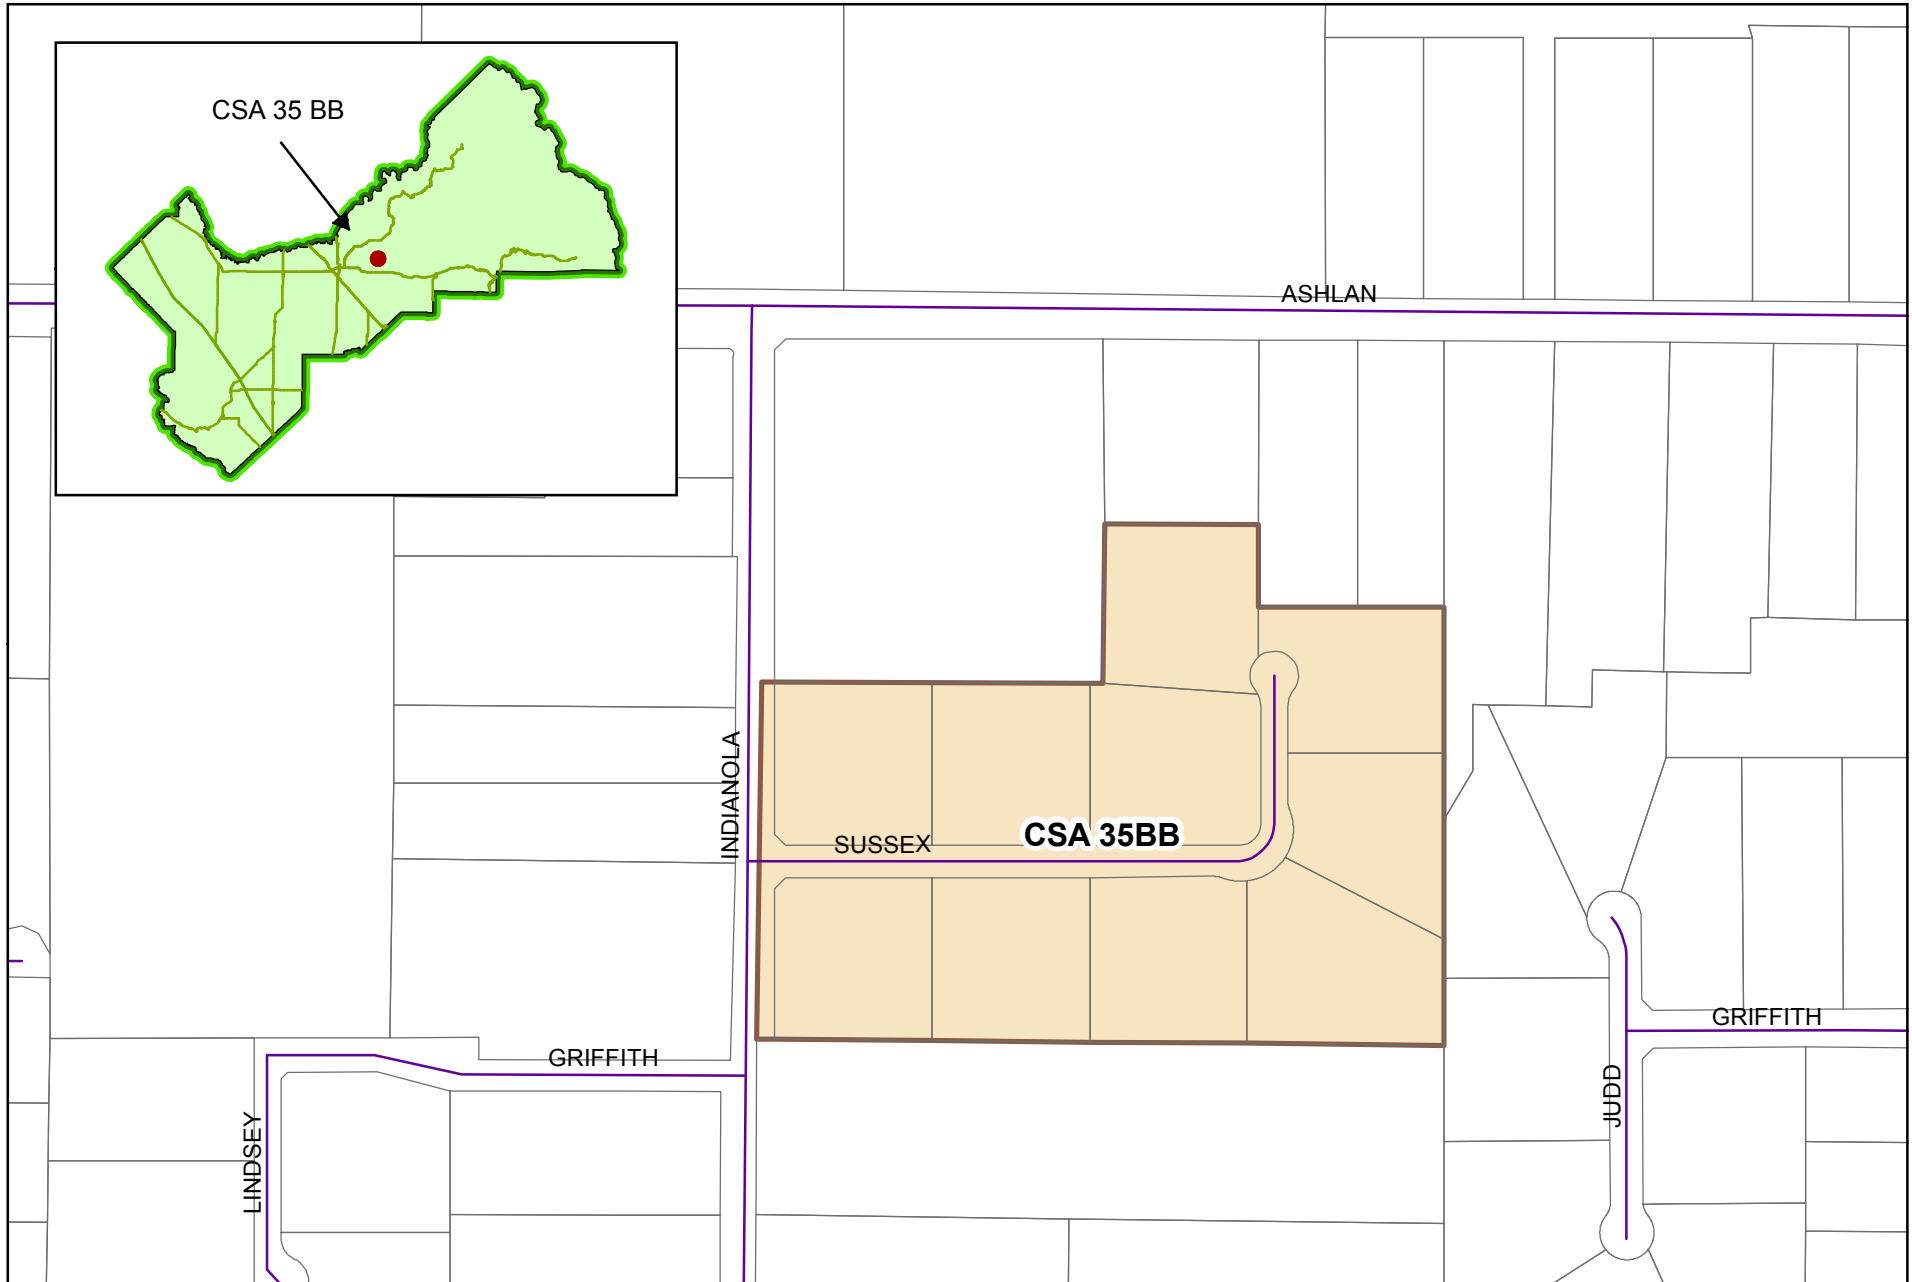 CSA 35 BB
ASHLAN
INDIANOLA
SUSSEX
CSA 35BB
GRIFFITH
GRIFFITH
JUDD
LINDSEY